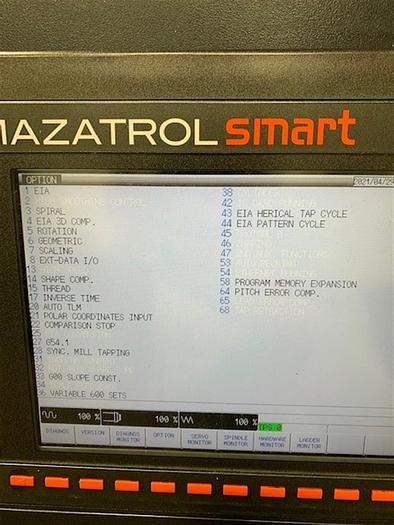 MAZATROL smart
OPTION
2021/04/29
1 EIA
2
3 SPIRAL
4 EIA 3D COMP.
5 ROTATION
6 GEOMETRIC
7 SCALING
8 EXT-DATA I/O
13
14 SHAPE COMP.
15 THREAD
17 INVERSE TIME
20 AUTO TLM
21 POLAR COORDINATES INPUT
22 COMPARISON STOP
27 G54.1
28 SYNC. MILL TAPPING
33 G00 SLOPE CONST.
34
36 VARIABLE 600 SETS
38
42
43 EIA HERICAL TAP CYCLE
44 EIA PATTERN CYCLE
45
46
47
53
54
58 PROGRAM MEMORY EXPANSION
64 PITCH ERROR COMP.
65
68
100 % 100 % 100 %
DIAGNOS VERSION DIAGNOS MONITOR OPTION SERVO MONITOR SPINDLE MONITOR HARDWARE MONITOR LADDER MONITOR